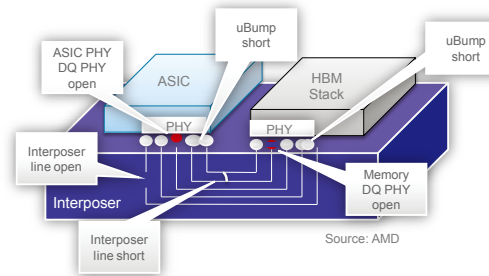 uBump
short
ASIC PHY
DQ PHY
open
ASIC
HBM
Stack
uBump
short
PHY
PHY
Interposer
line open
Memory
DQ PHY
open
Interposer
Interposer
line short
Source: AMD